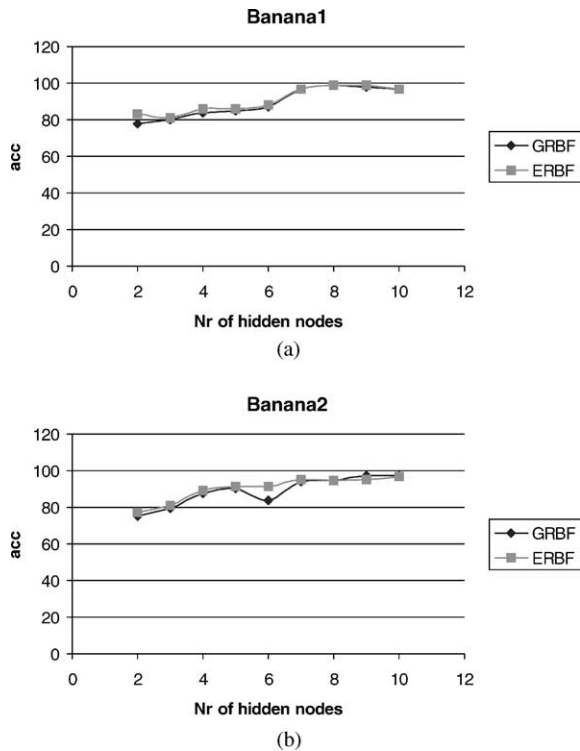 Banana1
120
100
80
60
40
20
0
acc
0 2 4 6 8 10 12
Nr of hidden nodes
GRBF
ERBF
(a)
Banana2
120
100
80
60
40
20
0
acc
0 2 4 6 8 10 12
Nr of hidden nodes
GRBF
ERBF
(b)